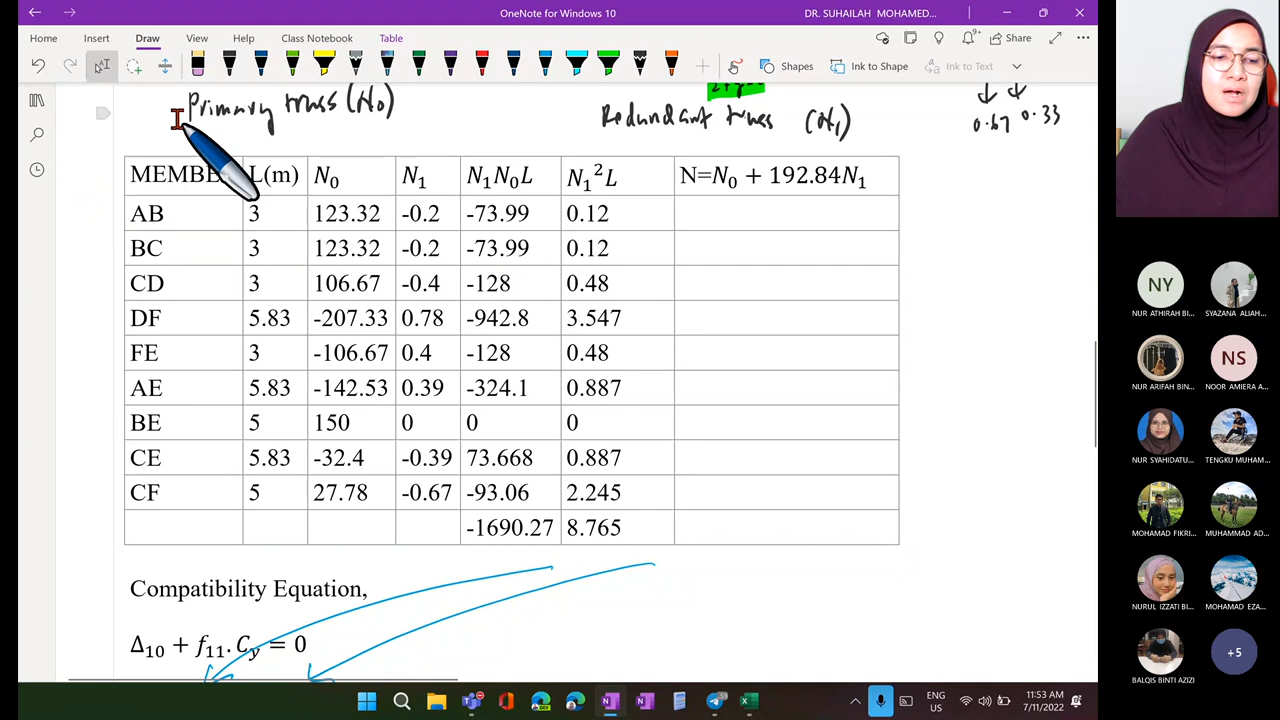 OneNote for Windows 10
DR. SUHAILAH MOHAMED...
Home Insert Draw View Help Class Notebook Table
9+ Share
Shapes Ink to Shape Ink to Text
Primary truss (N₀)
Redundant truss (N₁)
0.67 0.33
L(m) N₀ N₁ N₁N₀L N₁²L N=N₀ + 192.84N₁
AB 3 123.32 -0.2 -73.99 0.12
BC 3 123.32 -0.2 -73.99 0.12
CD 3 106.67 -0.4 -128 0.48
DF 5.83 -207.33 0.78 -942.8 3.547
FE 3 -106.67 0.4 -128 0.48
AE 5.83 -142.53 0.39 -324.1 0.887
BE 5 150 0 0 0
CE 5.83 -32.4 -0.39 73.668 0.887
CF 5 27.78 -0.67 -93.06 2.245
-1690.27 8.765
Compatibility Equation,
Δ₁₀ + f₁₁.C_y = 0
NY
NUR ATHIRAH BI...
SYAZANA ALIAH...
NUR ARIFAH BIN...
NS
NOOR AMIERA A...
NUR SYAHIDATU...
TENGKU MUHAM...
MOHAMAD FIKRI...
MUHAMMAD AD...
NURUL IZZATI BI...
MOHAMAD EZA...
BALQIS BINTI AZIZI
+5
ENG
US
11:53 AM
7/11/2022